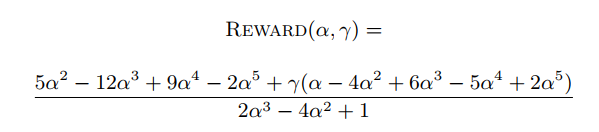 REWARD(α, γ) =
5α² − 12α³ + 9α⁴ − 2α⁵ + γ(α − 4α² + 6α³ − 5α⁴ + 2α⁵)
2α³ − 4α² + 1